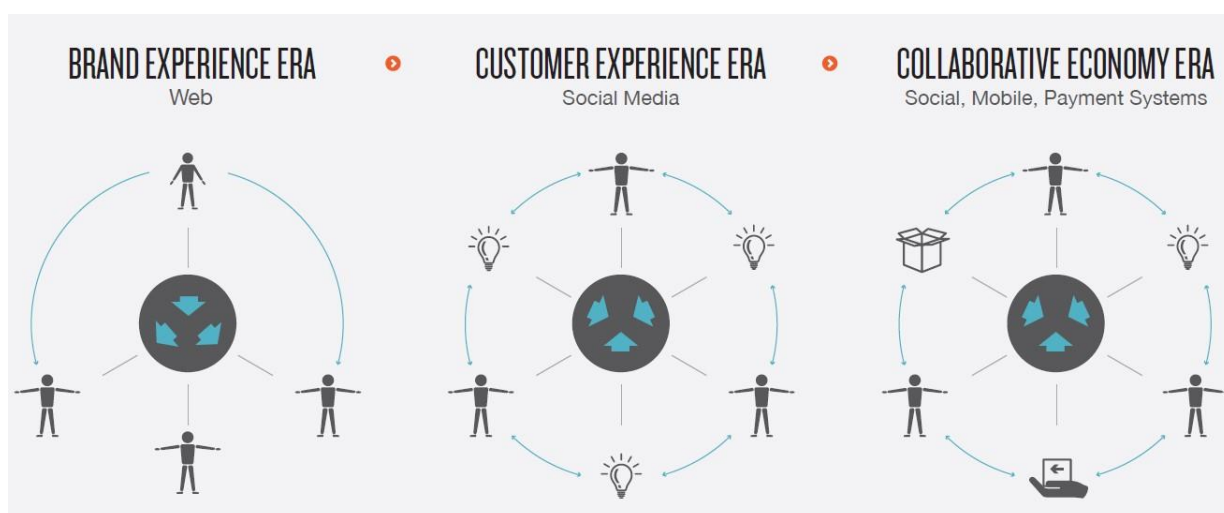 BRAND EXPERIENCE ERA
Web
CUSTOMER EXPERIENCE ERA
Social Media
COLLABORATIVE ECONOMY ERA
Social, Mobile, Payment Systems